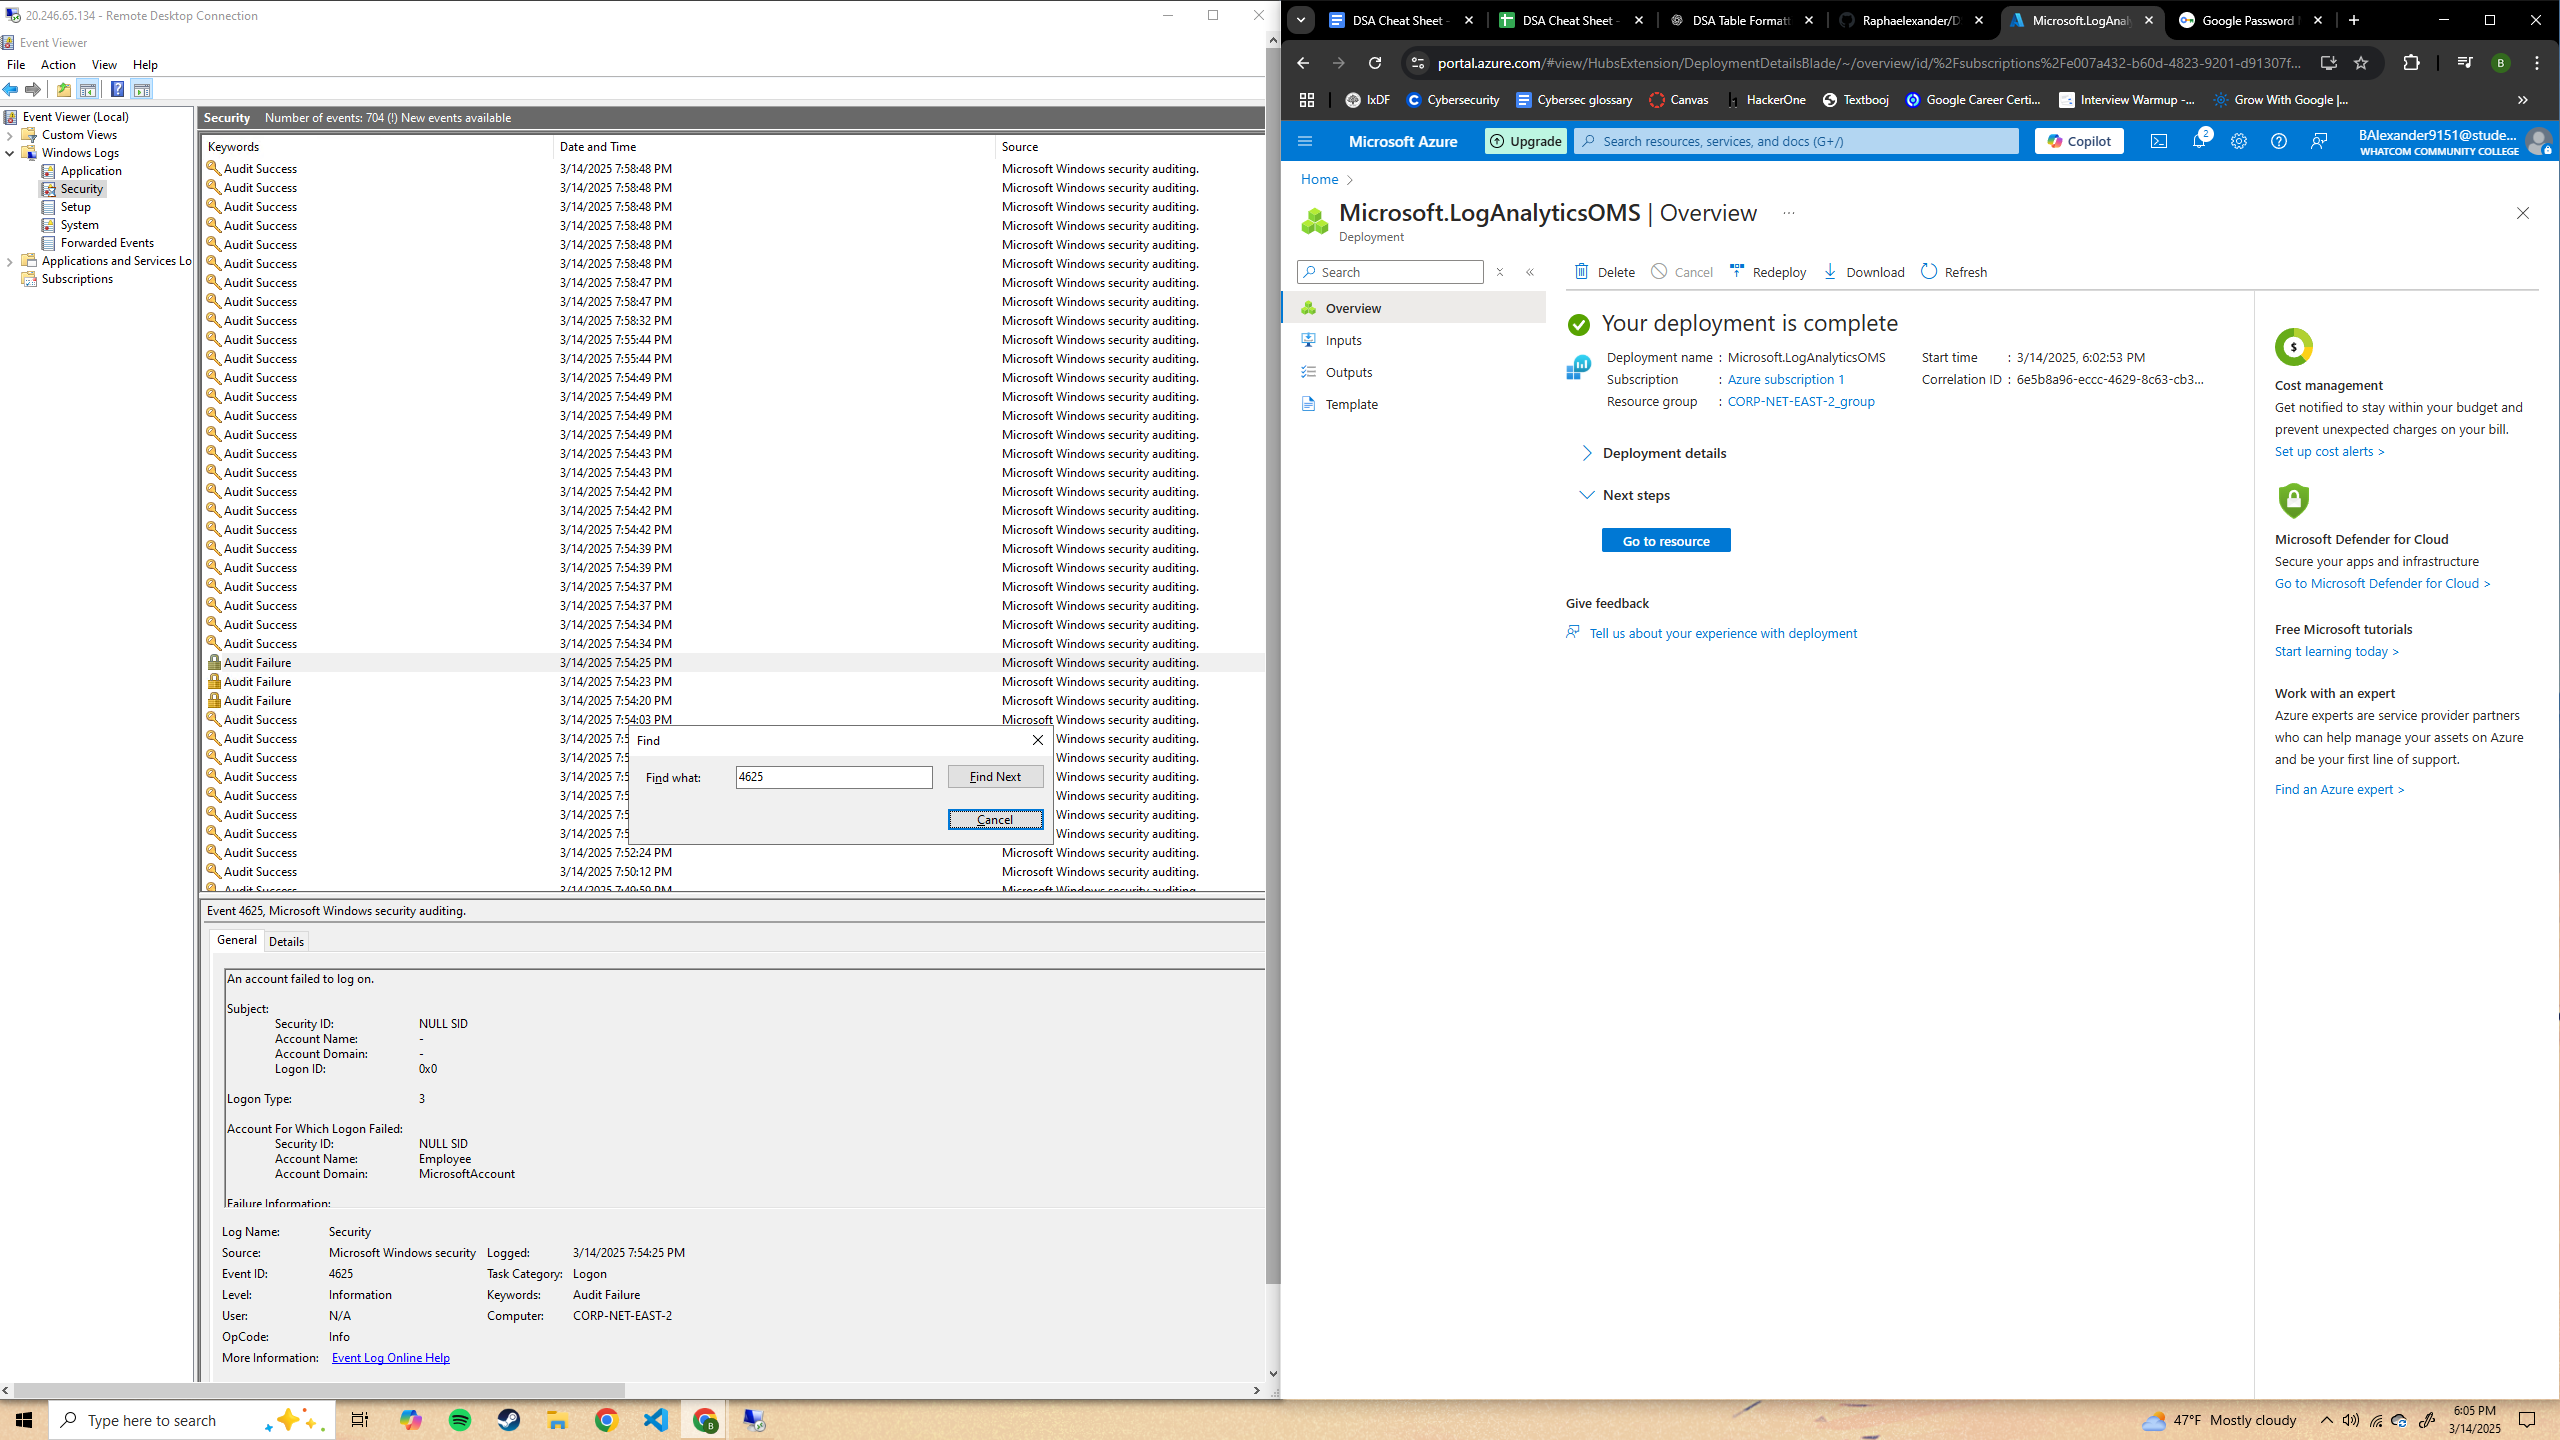 20.246.65.134 - Remote Desktop Connection
Event Viewer
File Action View Help
Event Viewer (Local)
Custom Views
Windows Logs
Application
Security
Setup
System
Forwarded Events
Applications and Services Lo
Subscriptions
Security Number of events: 704 (!) New events available
Keywords Date and Time Source
Audit Success 3/14/2025 7:58:48 PM Microsoft Windows security auditing.
Audit Success 3/14/2025 7:58:48 PM Microsoft Windows security auditing.
Audit Success 3/14/2025 7:58:48 PM Microsoft Windows security auditing.
Audit Success 3/14/2025 7:58:48 PM Microsoft Windows security auditing.
Audit Success 3/14/2025 7:58:48 PM Microsoft Windows security auditing.
Audit Success 3/14/2025 7:58:48 PM Microsoft Windows security auditing.
Audit Success 3/14/2025 7:58:47 PM Microsoft Windows security auditing.
Audit Success 3/14/2025 7:58:47 PM Microsoft Windows security auditing.
Audit Success 3/14/2025 7:58:32 PM Microsoft Windows security auditing.
Audit Success 3/14/2025 7:55:44 PM Microsoft Windows security auditing.
Audit Success 3/14/2025 7:55:44 PM Microsoft Windows security auditing.
Audit Success 3/14/2025 7:54:49 PM Microsoft Windows security auditing.
Audit Success 3/14/2025 7:54:49 PM Microsoft Windows security auditing.
Audit Success 3/14/2025 7:54:49 PM Microsoft Windows security auditing.
Audit Success 3/14/2025 7:54:49 PM Microsoft Windows security auditing.
Audit Success 3/14/2025 7:54:43 PM Microsoft Windows security auditing.
Audit Success 3/14/2025 7:54:43 PM Microsoft Windows security auditing.
Audit Success 3/14/2025 7:54:42 PM Microsoft Windows security auditing.
Audit Success 3/14/2025 7:54:42 PM Microsoft Windows security auditing.
Audit Success 3/14/2025 7:54:42 PM Microsoft Windows security auditing.
Audit Success 3/14/2025 7:54:39 PM Microsoft Windows security auditing.
Audit Success 3/14/2025 7:54:39 PM Microsoft Windows security auditing.
Audit Success 3/14/2025 7:54:37 PM Microsoft Windows security auditing.
Audit Success 3/14/2025 7:54:37 PM Microsoft Windows security auditing.
Audit Success 3/14/2025 7:54:34 PM Microsoft Windows security auditing.
Audit Success 3/14/2025 7:54:34 PM Microsoft Windows security auditing.
Audit Failure 3/14/2025 7:54:25 PM Microsoft Windows security auditing.
Audit Failure 3/14/2025 7:54:23 PM Microsoft Windows security auditing.
Audit Failure 3/14/2025 7:54:20 PM Microsoft Windows security auditing.
Audit Success 3/14/2025 7:54:03 PM Microsoft Windows security auditing.
Audit Success 3/14/2025 7:5 Windows security auditing.
Audit Success 3/14/2025 7:5 Windows security auditing.
Audit Success 3/14/2025 7:5 Windows security auditing.
Audit Success 3/14/2025 7:5 Windows security auditing.
Audit Success 3/14/2025 7:5 Windows security auditing.
Audit Success 3/14/2025 7:5 Windows security auditing.
Audit Success 3/14/2025 7:52:24 PM Microsoft Windows security auditing.
Audit Success 3/14/2025 7:50:12 PM Microsoft Windows security auditing.
Audit Success 3/14/2025 7:49:59 PM Microsoft Windows security auditing.
Find
Find what: 4625 Find Next
Cancel
Event 4625, Microsoft Windows security auditing.
General Details
An account failed to log on.
Subject:
Security ID: NULL SID
Account Name: -
Account Domain: -
Logon ID: 0x0
Logon Type: 3
Account For Which Logon Failed:
Security ID: NULL SID
Account Name: Employee
Account Domain: MicrosoftAccount
Failure Information:
Log Name: Security
Source: Microsoft Windows security Logged: 3/14/2025 7:54:25 PM
Event ID: 4625 Task Category: Logon
Level: Information Keywords: Audit Failure
User: N/A Computer: CORP-NET-EAST-2
OpCode: Info
More Information: Event Log Online Help
DSA Cheat Sheet - DSA Cheat Sheet - DSA Table Formatt Raphaelexander/D Microsoft.LogAnaly Google Password
portal.azure.com/#view/HubsExtension/DeploymentDetailsBlade/~/overview/id/%2Fsubscriptions%2Fe007a432-b60d-4823-9201-d91307f... B
IxDF Cybersecurity Cybersec glossary Canvas HackerOne Textbooj Google Career Certi... Interview Warmup -... Grow With Google |...
Microsoft Azure Upgrade Search resources, services, and docs (G+/) Copilot 2 BAlexander9151@stude...
WHATCOM COMMUNITY COLLEGE
Home
Microsoft.LogAnalyticsOMS | Overview ...
Deployment
Search
Overview
Inputs
Outputs
Template
Delete Cancel Redeploy Download Refresh
Your deployment is complete
Deployment name : Microsoft.LogAnalyticsOMS Start time : 3/14/2025, 6:02:53 PM
Subscription : Azure subscription 1 Correlation ID : 6e5b8a96-eccc-4629-8c63-cb3...
Resource group : CORP-NET-EAST-2_group
Deployment details
Next steps
Go to resource
Give feedback
Tell us about your experience with deployment
Cost management
Get notified to stay within your budget and
prevent unexpected charges on your bill.
Set up cost alerts >
Microsoft Defender for Cloud
Secure your apps and infrastructure
Go to Microsoft Defender for Cloud >
Free Microsoft tutorials
Start learning today >
Work with an expert
Azure experts are service provider partners
who can help manage your assets on Azure
and be your first line of support.
Find an Azure expert >
Type here to search
47°F Mostly cloudy
6:05 PM
3/14/2025